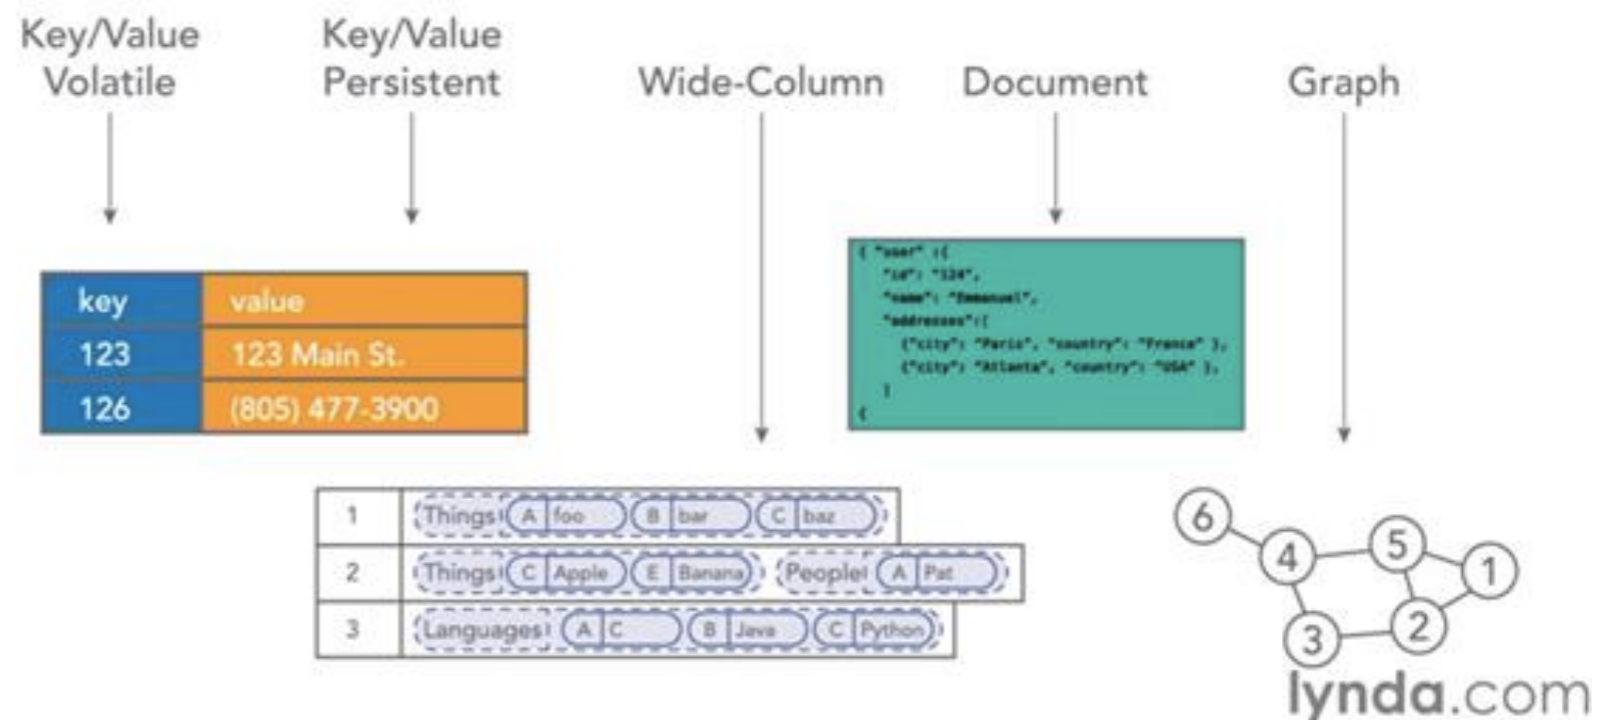 Key/Value
Volatile
Key/Value
Persistent
Wide-Column
Document
Graph
key value
123 123 Main St.
126 (805) 477-3900
{ "user" :{
"id": "124",
"name": "Emmanuel",
"addresses":[
{"city": "Paris", "country": "France" },
{"city": "Atlanta", "country": "USA" },
]
{
1 Things A foo B bar C baz
2 Things C Apple E Banana People A Pat
3 Languages A C B Java C Python
6
4
5
1
3
2
lynda.com